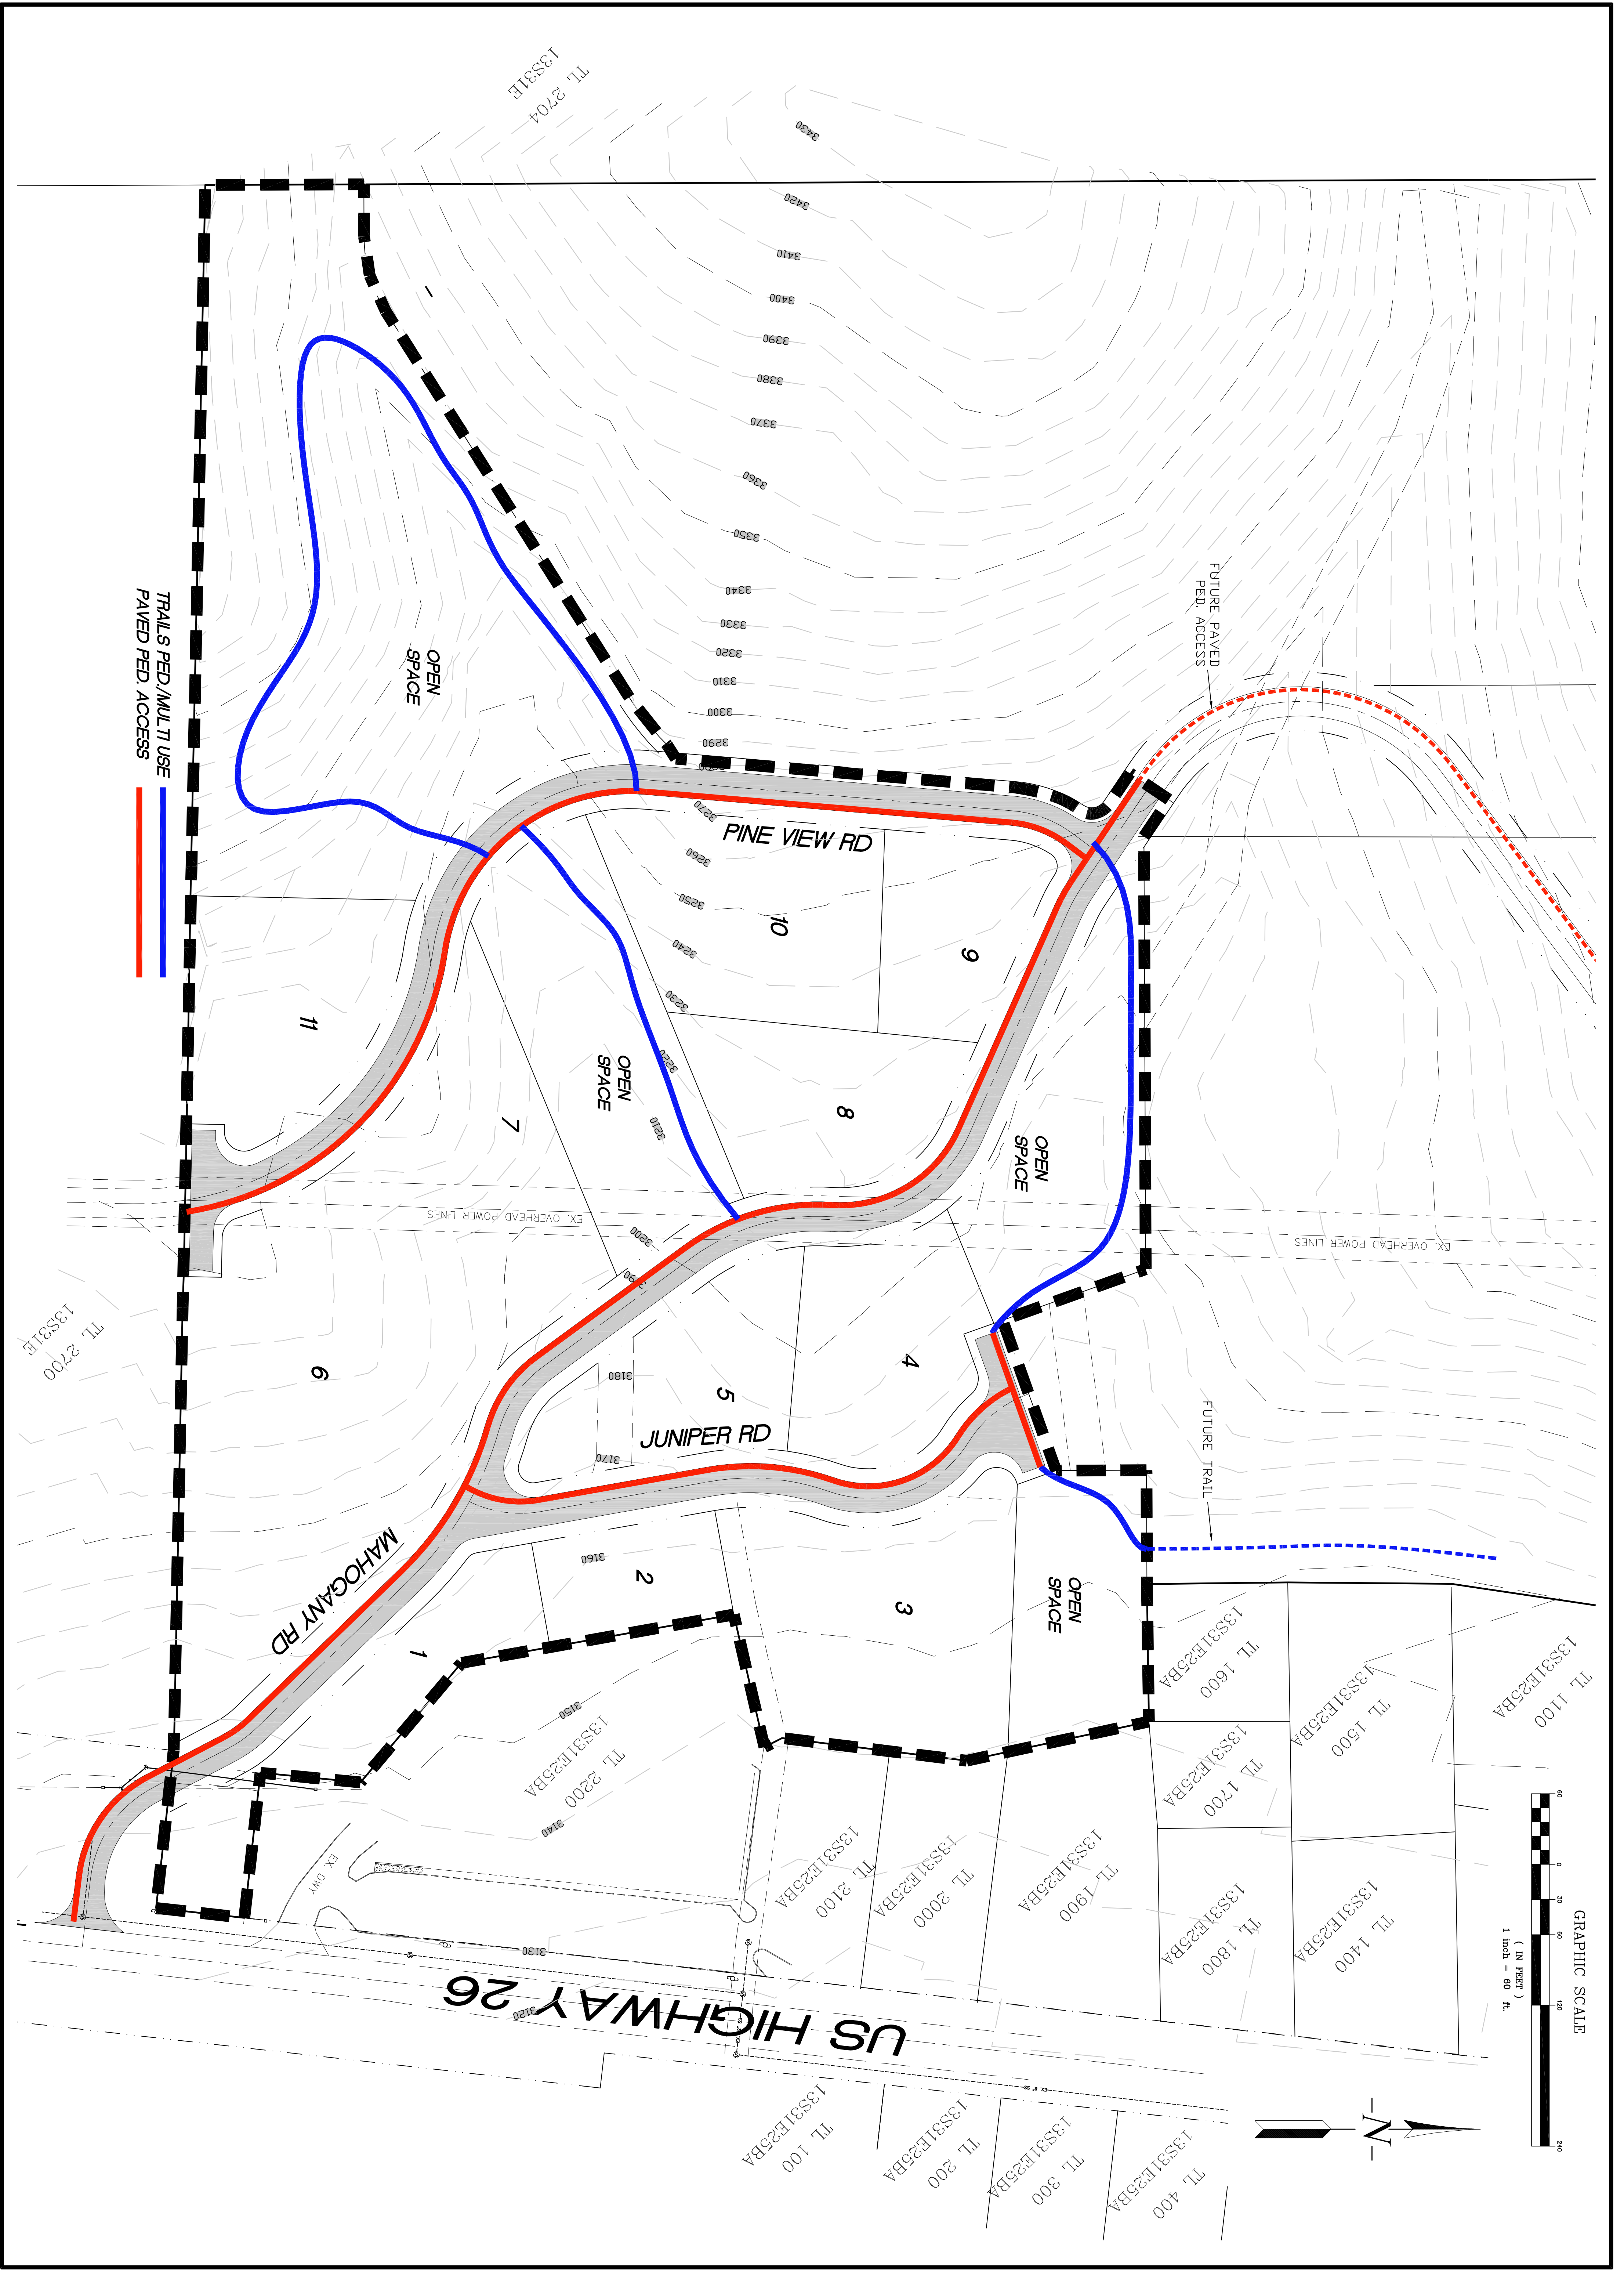 TL 2704
13S31E
3430
3420
3410
3400
3390
3380
3370
3360
3350
3340
3330
3320
3310
3300
3290
3270
3260
3250
3240
3230
3220
3210
3200
3180
3170
3160
3150
3140
3130
3120
FUTURE PAVED
PED. ACCESS
OPEN
SPACE
TRAILS PED./MULTI USE
PAVED PED. ACCESS
PINE VIEW RD
10
9
11
7
OPEN
SPACE
8
OPEN
SPACE
EX. OVERHEAD POWER LINES
EX. OVERHEAD POWER LINES
TL 2700
13S31E
6
5
4
JUNIPER RD
FUTURE TRAIL
MAHOGANY RD
1
2
3
OPEN
SPACE
TL 1600
13S31E25BA
TL 1500
13S31E25BA
TL 1100
13S31E25BA
TL 1700
13S31E25BA
TL 2200
13S31E25BA
TL 2100
13S31E25BA
TL 2000
13S31E25BA
TL 1900
13S31E25BA
TL 1800
13S31E25BA
TL 1400
13S31E25BA
EX. DWY
US HIGHWAY 26
TL 100
13S31E25BA
TL 200
13S31E25BA
TL 300
13S31E25BA
TL 400
13S31E25BA
GRAPHIC SCALE
60 0 30 60 120 240
( IN FEET )
1 inch = 60 ft.
-N-